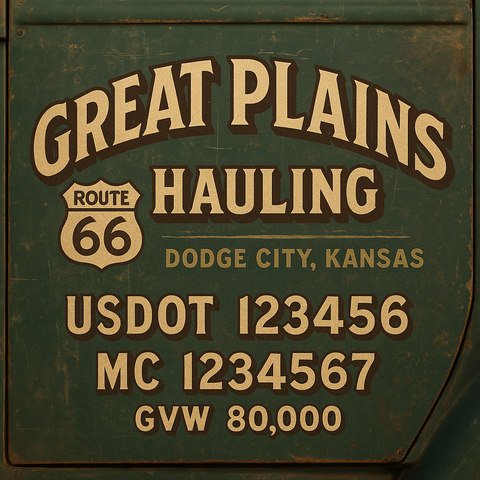 GREAT PLAINS
HAULING
ROUTE
66
DODGE CITY, KANSAS
USDOT 123456
MC 1234567
GVW 80,000